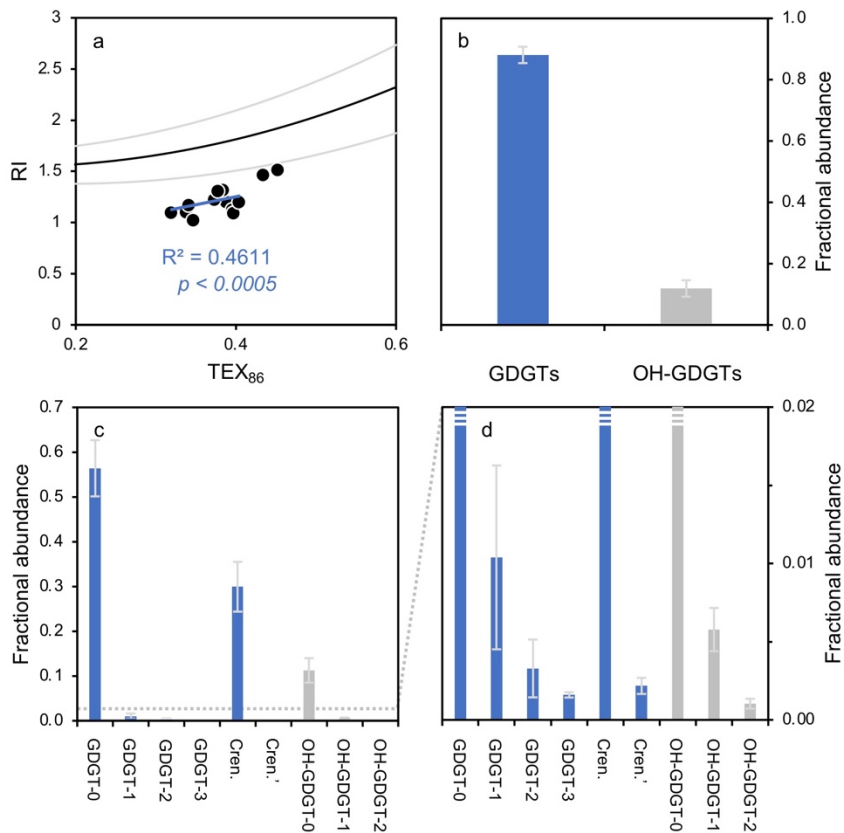 a
3
2.5
2
1.5
1
0.5
0
RI
0.2
0.4
0.6
TEX₈₆
R² = 0.4611
p < 0.0005
b
1.0
0.8
0.6
0.4
0.2
0.0
Fractional abundance
GDGTs
OH-GDGTs
c
0.7
0.6
0.5
0.4
0.3
0.2
0.1
0.0
Fractional abundance
GDGT-0
GDGT-1
GDGT-2
GDGT-3
Cren.
Cren.'
OH-GDGT-0
OH-GDGT-1
OH-GDGT-2
d
0.02
0.01
0.00
Fractional abundance
GDGT-0
GDGT-1
GDGT-2
GDGT-3
Cren.
Cren.'
OH-GDGT-0
OH-GDGT-1
OH-GDGT-2